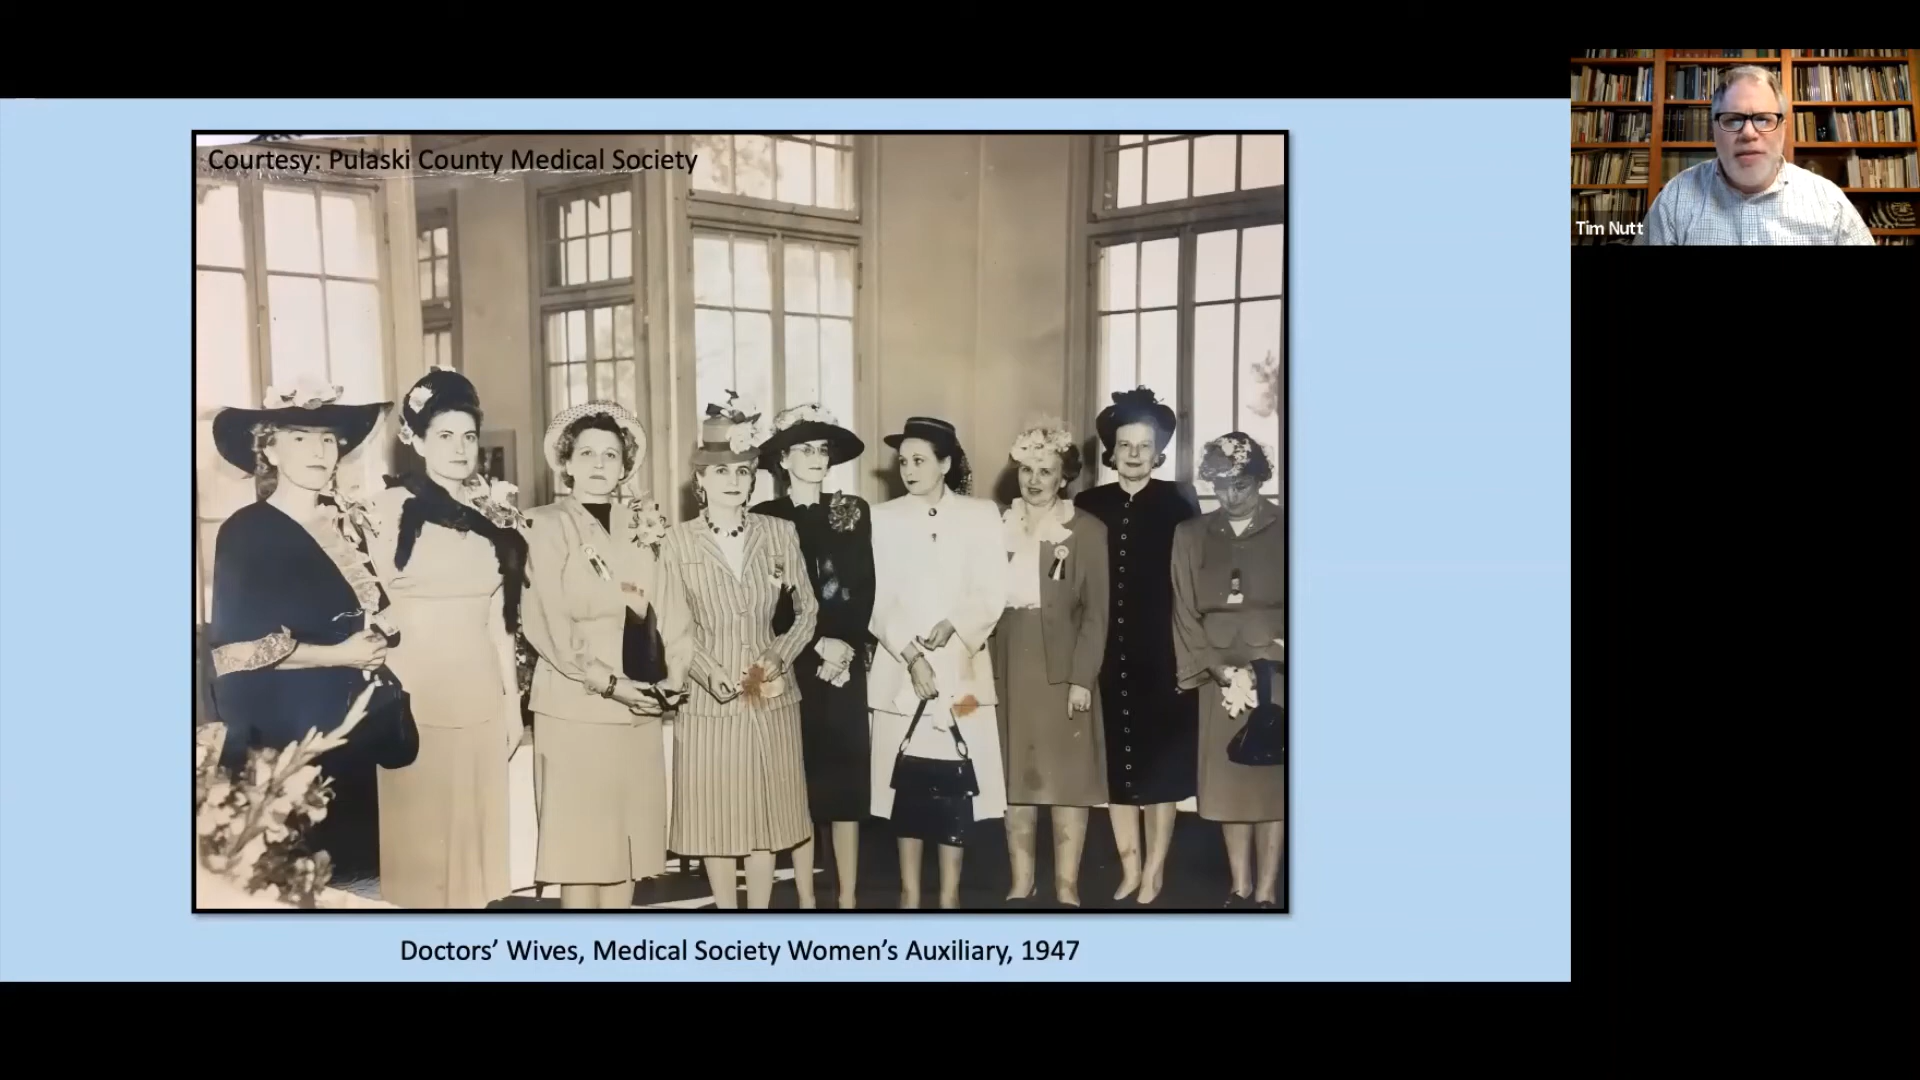 Courtesy: Pulaski County Medical Society
Tim Nutt
Doctors’ Wives, Medical Society Women’s Auxiliary, 1947